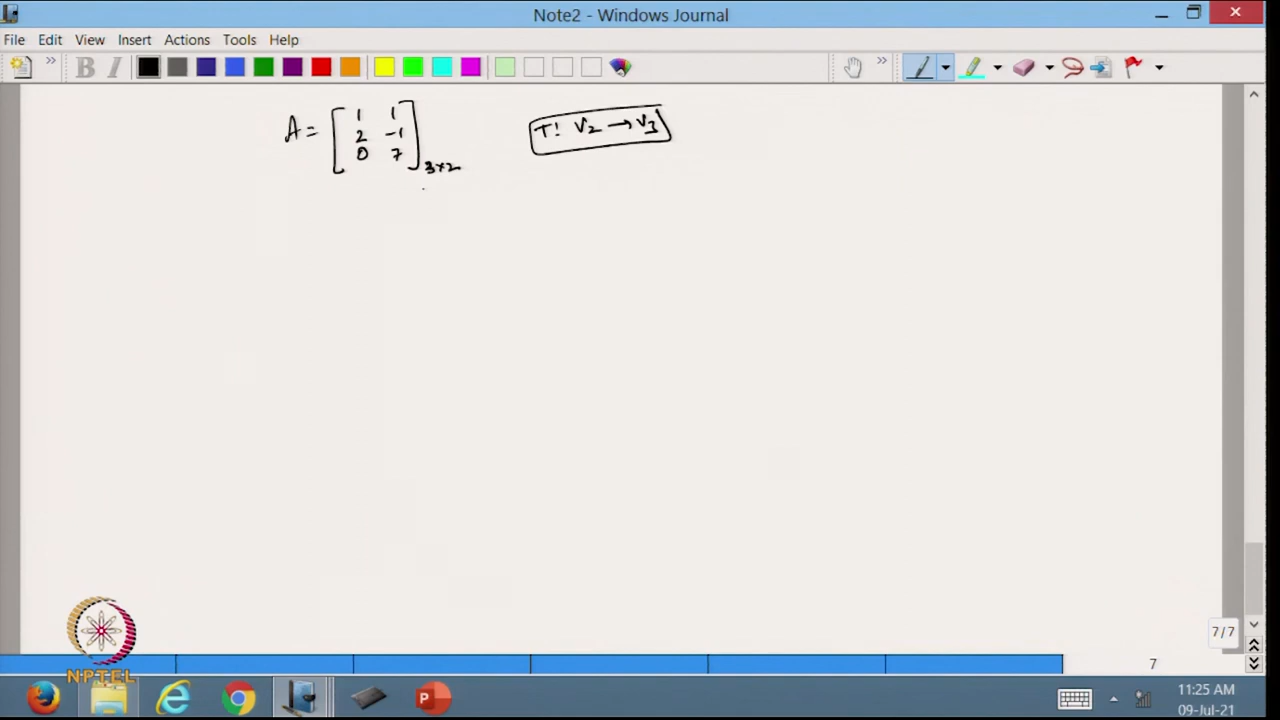 Note2 - Windows Journal
File Edit View Insert Actions Tools Help
B I
A = [ 1 1
2 -1
0 7 ] 3×2
T: V2 → V3
7/7
7
NPTEL
11:25 AM
09-Jul-21